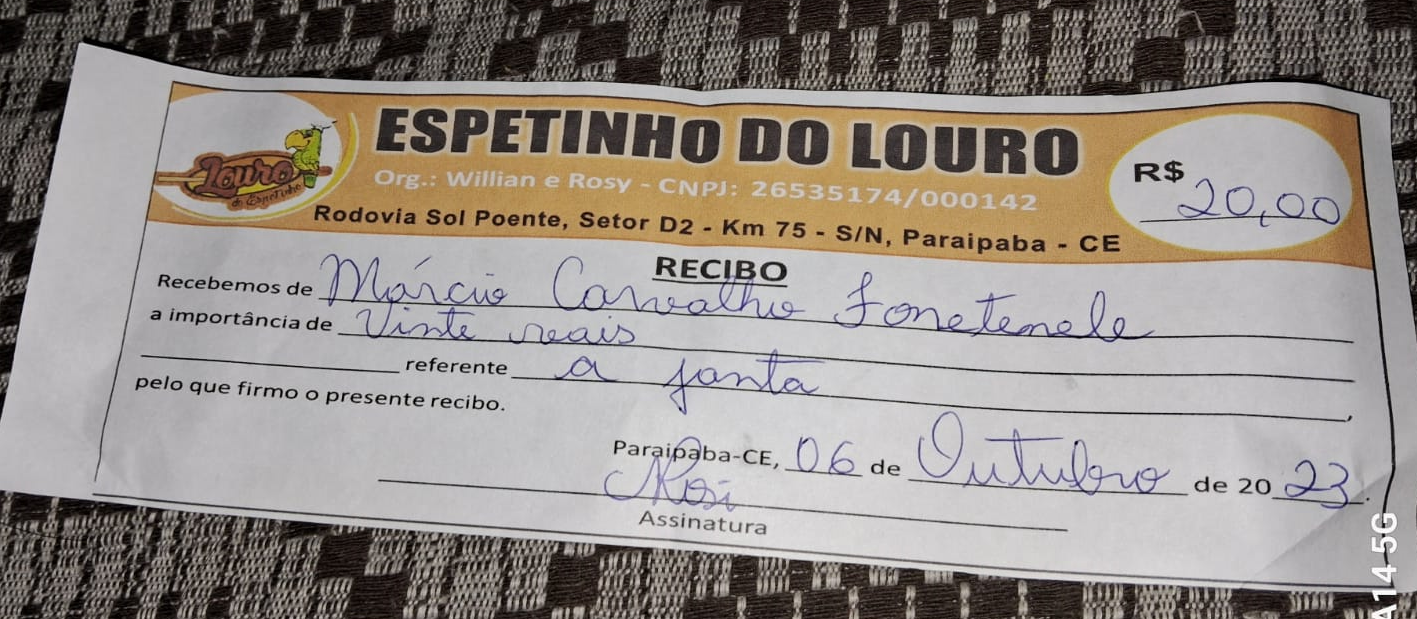 Louro
do Espetinho
ESPETINHO DO LOURO
Org.: Willian e Rosy - CNPJ: 26535174/000142
Rodovia Sol Poente, Setor D2 - Km 75 - S/N, Paraipaba - CE
R$ 20,00
RECIBO
Recebemos de Márcio Carvalho Fonetenele
a importância de Vinte reais
referente a janta
pelo que firmo o presente recibo.
Paraipaba-CE, 06 de Outubro de 2023.
Rosi
Assinatura
A14 5G